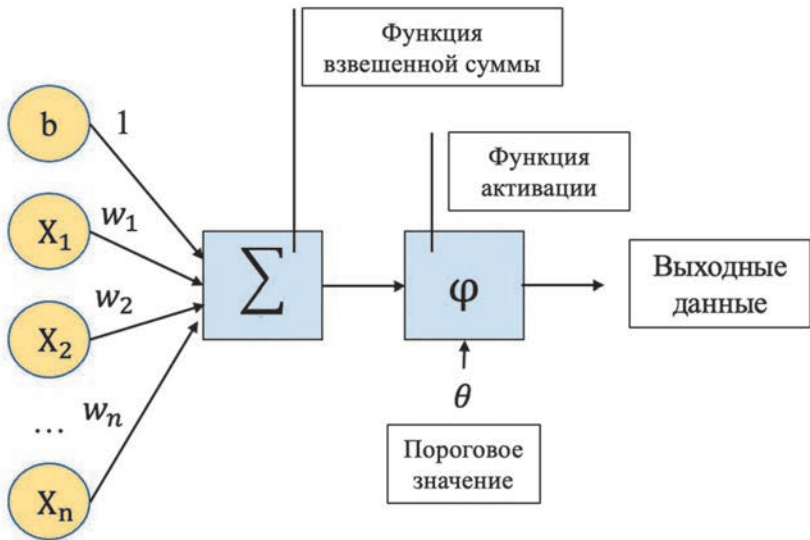 Функция
взвешенной суммы
b
1
Функция
активации
X₁
w₁
∑
φ
Выходные
данные
X₂
w₂
θ
...
wₙ
Пороговое
значение
Xₙ